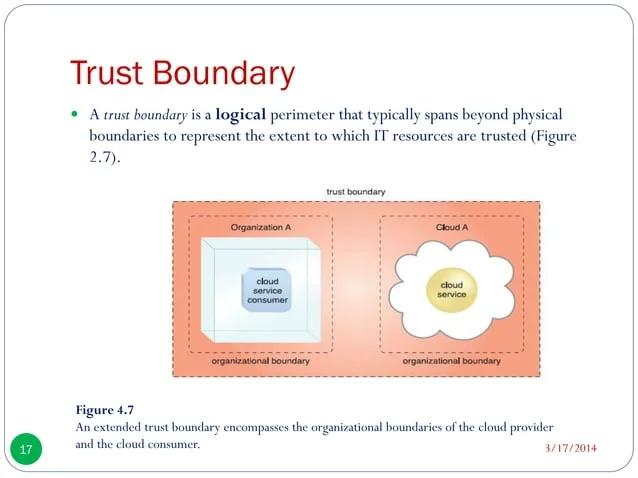 Trust Boundary
• A trust boundary is a logical perimeter that typically spans beyond physical
boundaries to represent the extent to which IT resources are trusted (Figure
2.7).
trust boundary
Organization A
Cloud A
cloud
service
consumer
cloud
service
organizational boundary
organizational boundary
Figure 4.7
An extended trust boundary encompasses the organizational boundaries of the cloud provider
and the cloud consumer.
17
3/17/2014